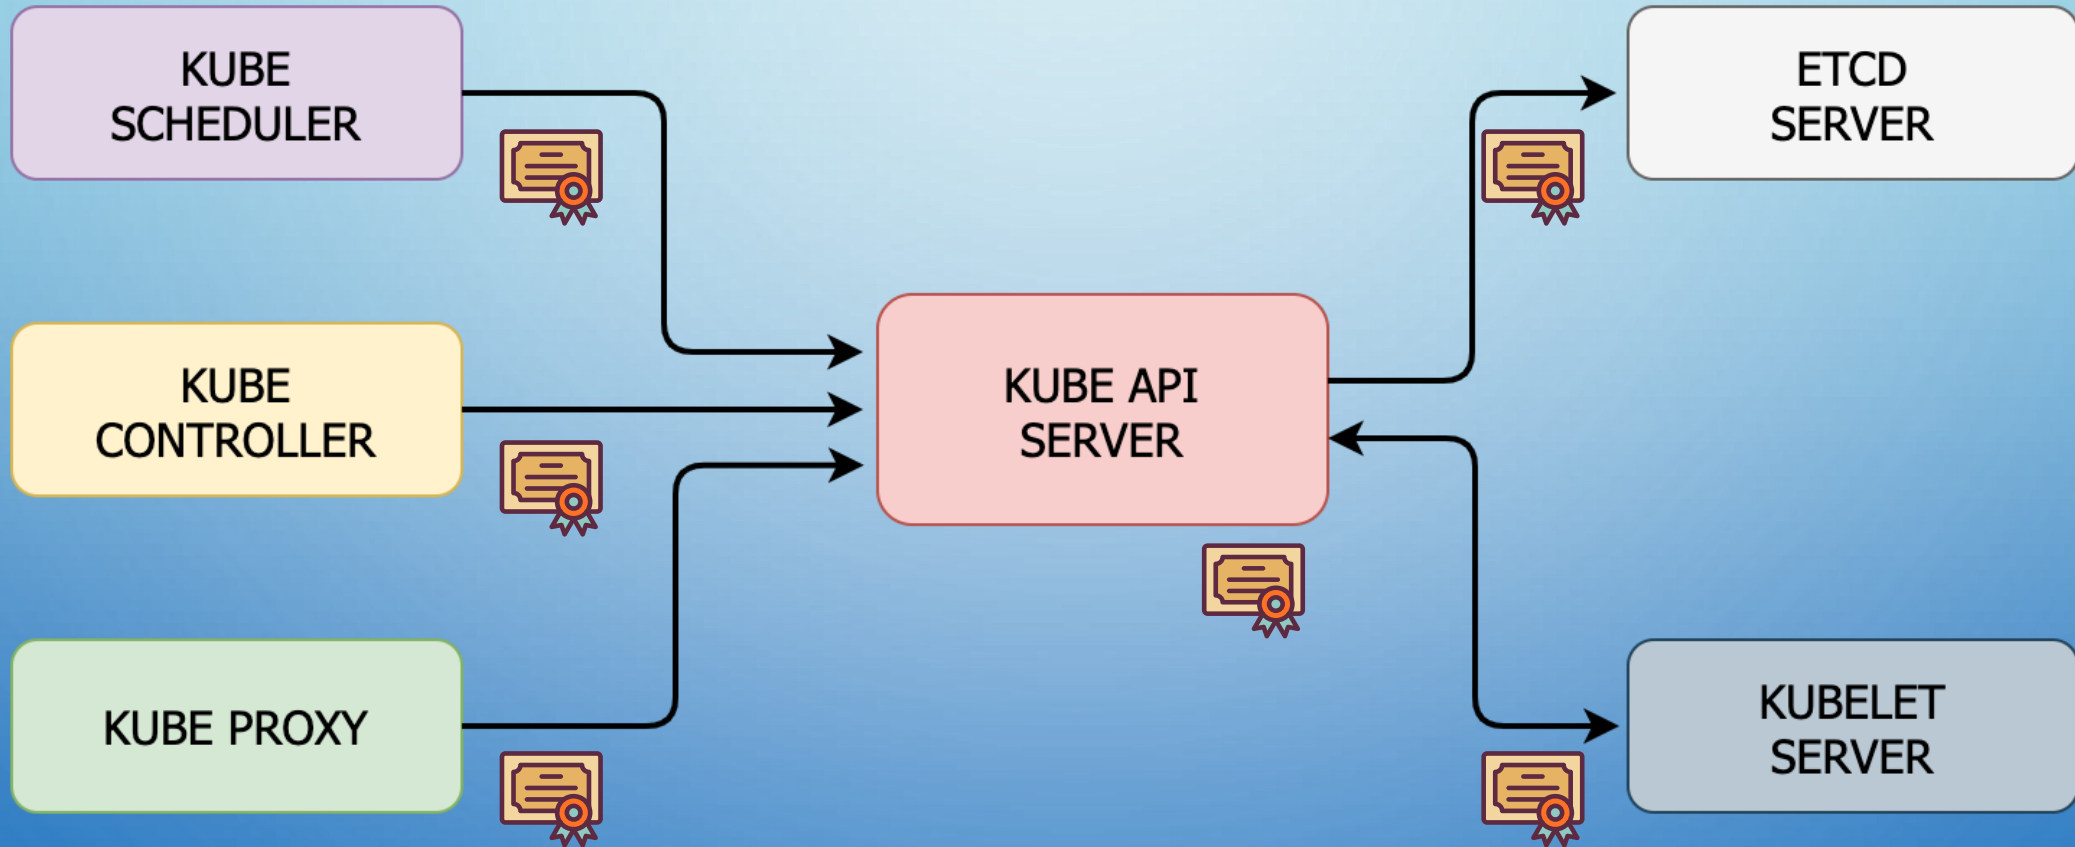 KUBE
SCHEDULER
ETCD
SERVER
KUBE
CONTROLLER
KUBE API
SERVER
KUBE PROXY
KUBELET
SERVER